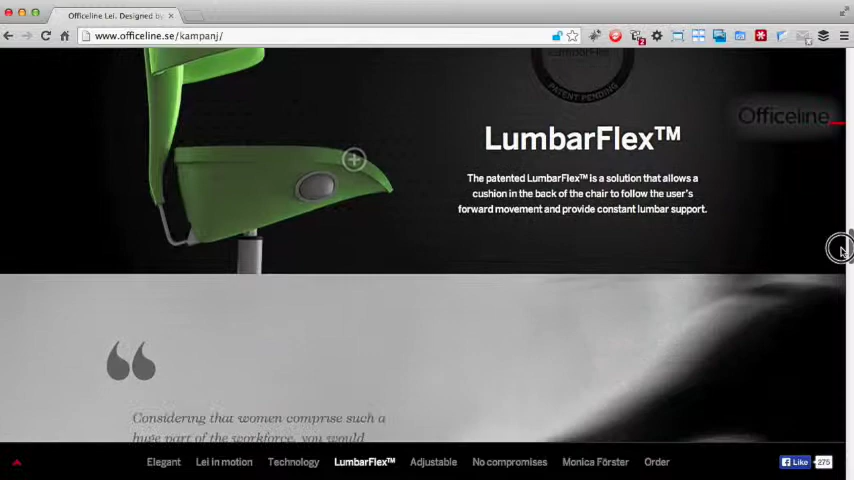 Officeline Lei. Designed by
www.officeline.se/kampanj/
2
LumbarFlex
PATENT PENDING
Officeline
LumbarFlex™
The patented LumbarFlex™ is a solution that allows a
cushion in the back of the chair to follow the user's
forward movement and provide constant lumbar support.
Considering that women comprise such a
huge part of the workforce, you would
Elegant Lei in motion Technology LumbarFlex™ Adjustable No compromises Monica Förster Order
Like 275